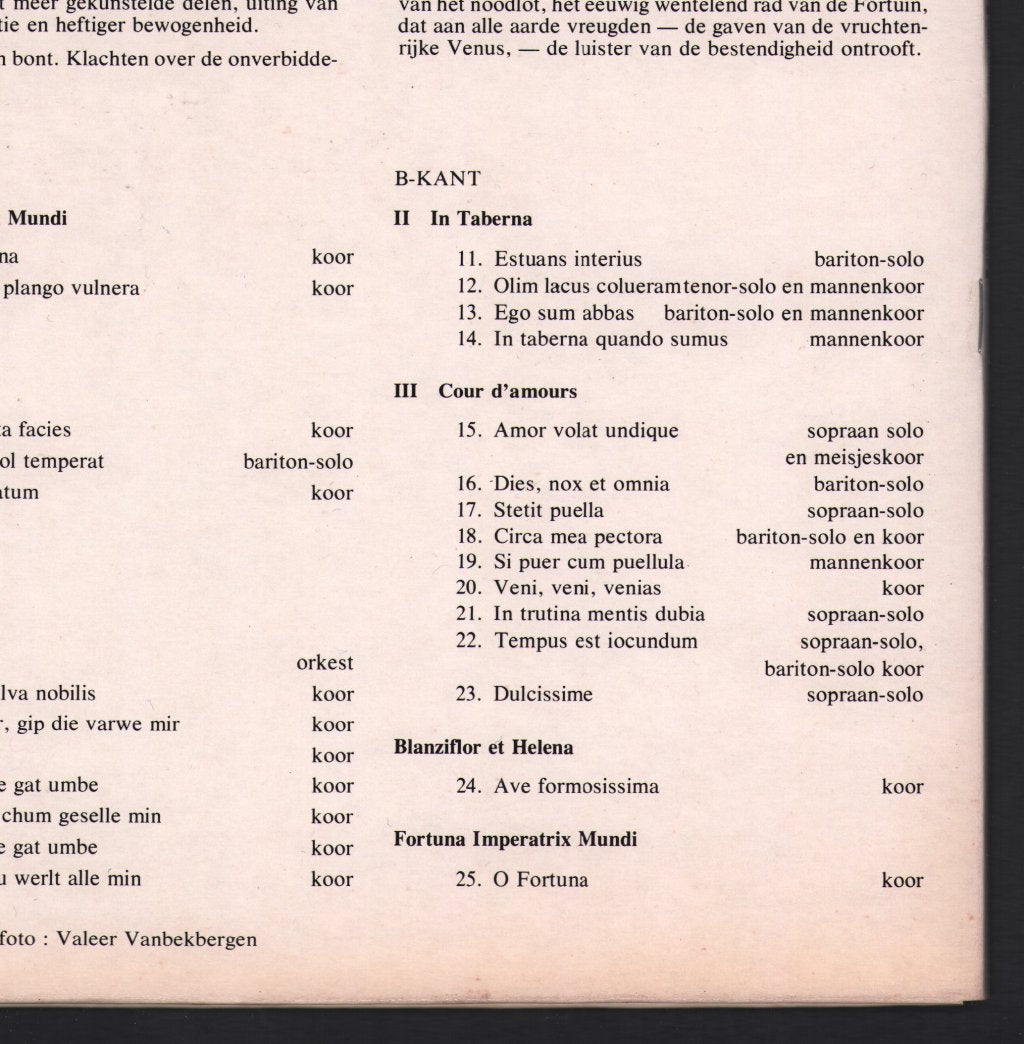 meer gekunstelde delen, uiting van
tie en heftiger bewogenheid.
bont. Klachten over de onverbidde-
Mundi
na koor
plango vulnera koor
ta facies koor
ol temperat bariton-solo
atum koor
orkest
lva nobilis koor
r, gip die varwe mir koor
koor
e gat umbe koor
chum geselle min koor
e gat umbe koor
u werlt alle min koor
foto : Valeer Vanbekbergen
van het noodlot, het eeuwig wentelend rad van de Fortuin,
dat aan alle aarde vreugden — de gaven van de vruchten-
rijke Venus, — de luister van de bestendigheid ontrooft.
B-KANT
II In Taberna
11. Estuans interius bariton-solo
12. Olim lacus colueram tenor-solo en mannenkoor
13. Ego sum abbas bariton-solo en mannenkoor
14. In taberna quando sumus mannenkoor
III Cour d'amours
15. Amor volat undique sopraan solo
en meisjeskoor
16. Dies, nox et omnia bariton-solo
17. Stetit puella sopraan-solo
18. Circa mea pectora bariton-solo en koor
19. Si puer cum puellula mannenkoor
20. Veni, veni, venias koor
21. In trutina mentis dubia sopraan-solo
22. Tempus est iocundum sopraan-solo,
bariton-solo koor
23. Dulcissime sopraan-solo
Blanziflor et Helena
24. Ave formosissima koor
Fortuna Imperatrix Mundi
25. O Fortuna koor